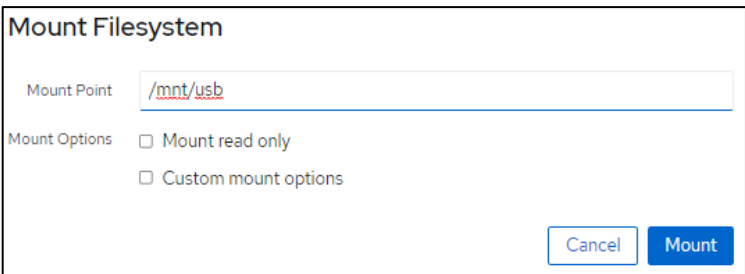 Mount Filesystem
Mount Point /mnt/usb
Mount Options Mount read only
Custom mount options
Cancel Mount